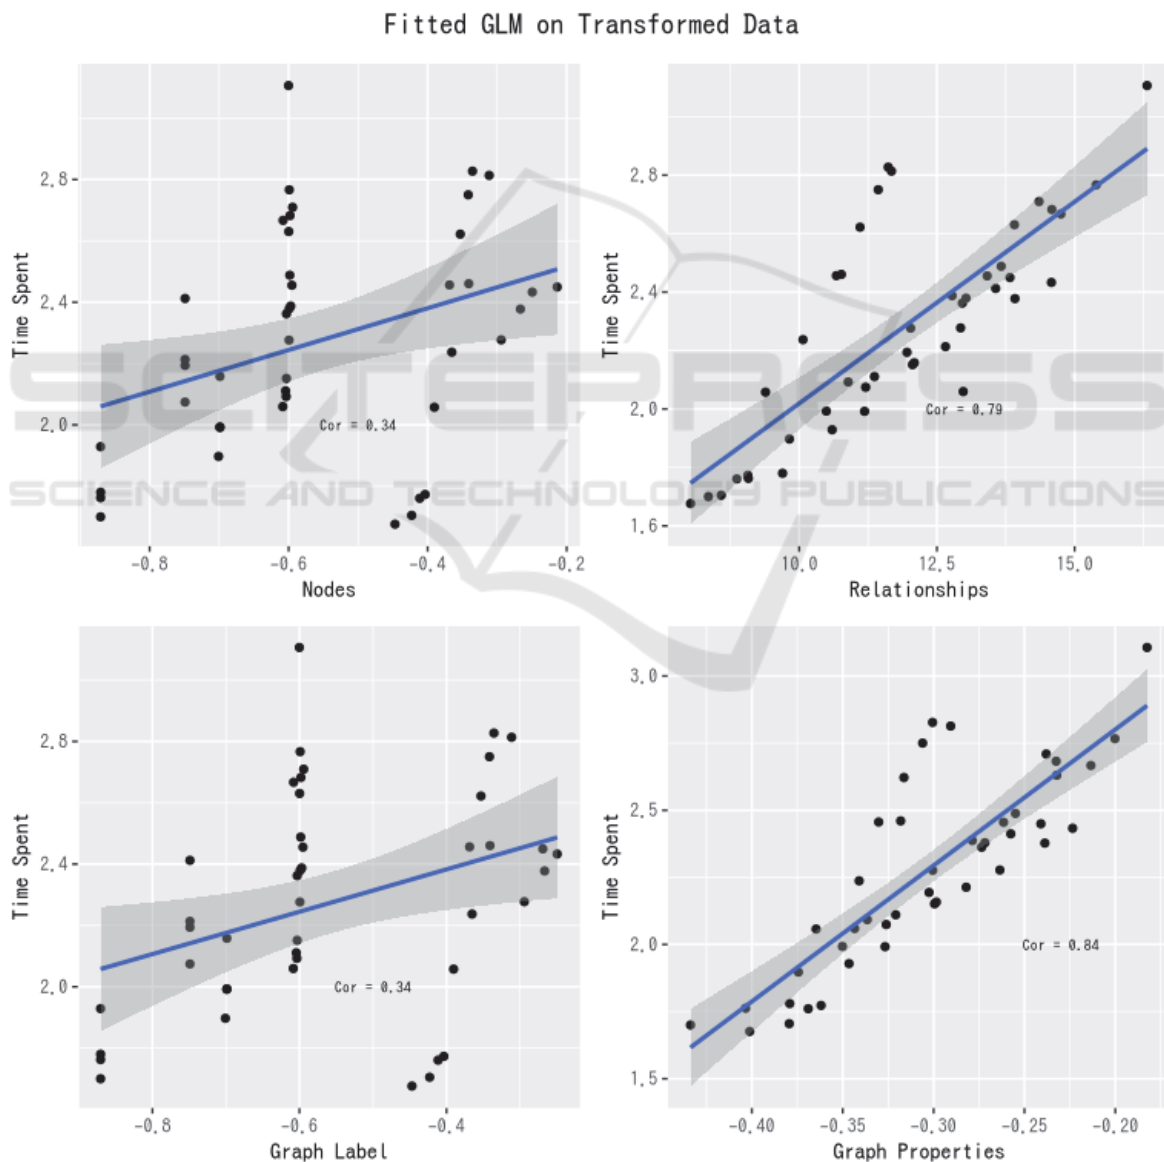 Fitted GLM on Transformed Data
Time Spent
2.8
2.4
2.0
Cor = 0.34
-0.8 -0.6 -0.4 -0.2
Nodes
Time Spent
2.8
2.4
2.0
1.6
Cor = 0.79
10.0 12.5 15.0
Relationships
SCITEPRESS
SCIENCE AND TECHNOLOGY PUBLICATIONS
Time Spent
2.8
2.4
2.0
Cor = 0.34
-0.8 -0.6 -0.4
Graph Label
Time Spent
3.0
2.5
2.0
1.5
Cor = 0.84
-0.40 -0.35 -0.30 -0.25 -0.20
Graph Properties